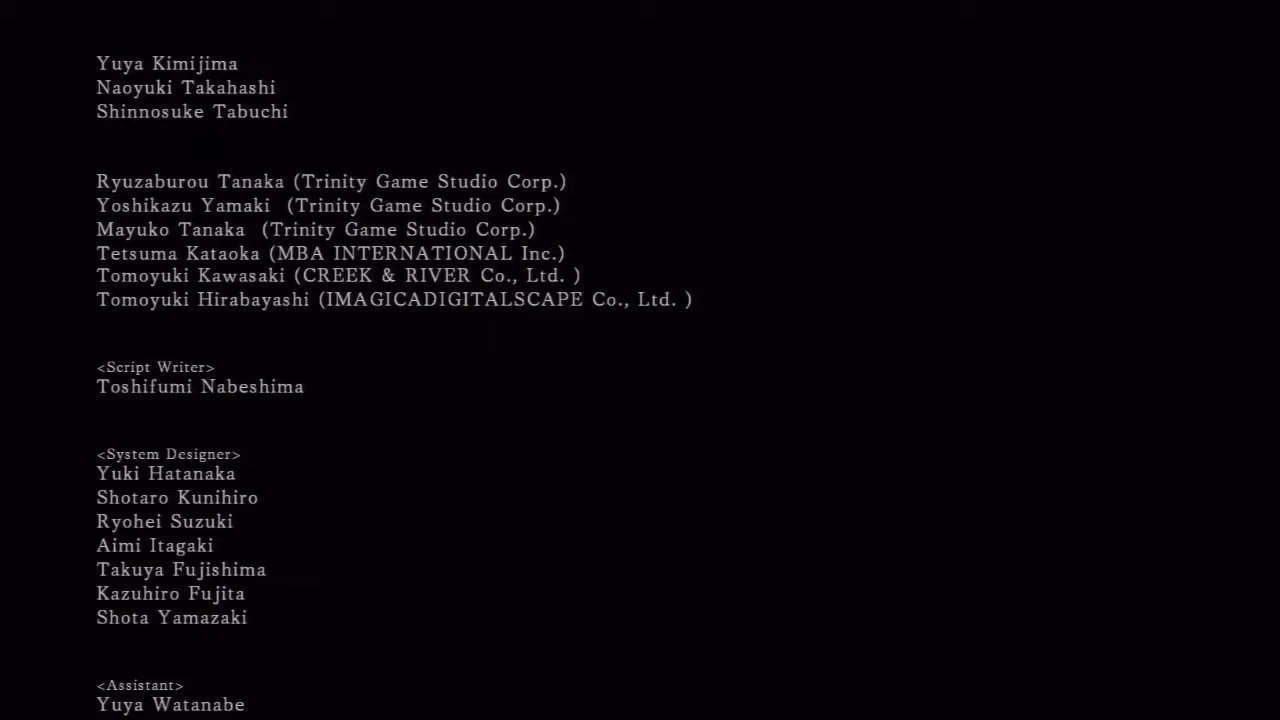 Yuya Kimijima
Naoyuki Takahashi
Shinnosuke Tabuchi
Ryuzaburou Tanaka (Trinity Game Studio Corp.)
Yoshikazu Yamaki (Trinity Game Studio Corp.)
Mayuko Tanaka (Trinity Game Studio Corp.)
Tetsuma Kataoka (MBA INTERNATIONAL Inc.)
Tomoyuki Kawasaki (CREEK & RIVER Co., Ltd. )
Tomoyuki Hirabayashi (IMAGICADIGITALSCAPE Co., Ltd. )
<Script Writer>
Toshifumi Nabeshima
<System Designer>
Yuki Hatanaka
Shotaro Kunihiro
Ryohei Suzuki
Aimi Itagaki
Takuya Fujishima
Kazuhiro Fujita
Shota Yamazaki
<Assistant>
Yuya Watanabe